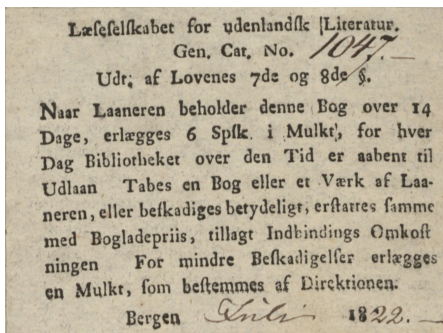 Læseselskabet for udenlandsk Literatur.
Gen. Cat. No. 1047.—
Udt: af Lovenes 7de og 8de §.
Naar Laaneren beholder denne Bog over 14
Dage, erlægges 6 Spsk. i Mulkt, for hver
Dag Bibliotheket over den Tid er aabent til
Udlaan Tabes en Bog eller et Værk af Laa-
neren, eller beskadiges betydeligt, erstattes samme
med Bogladepriis, tillagt Indbindings Omkost
ningen For mindre Beskadigelser erlægges
en Mulkt, som bestemmes af Direktionen.
Bergen Juli 1822.—